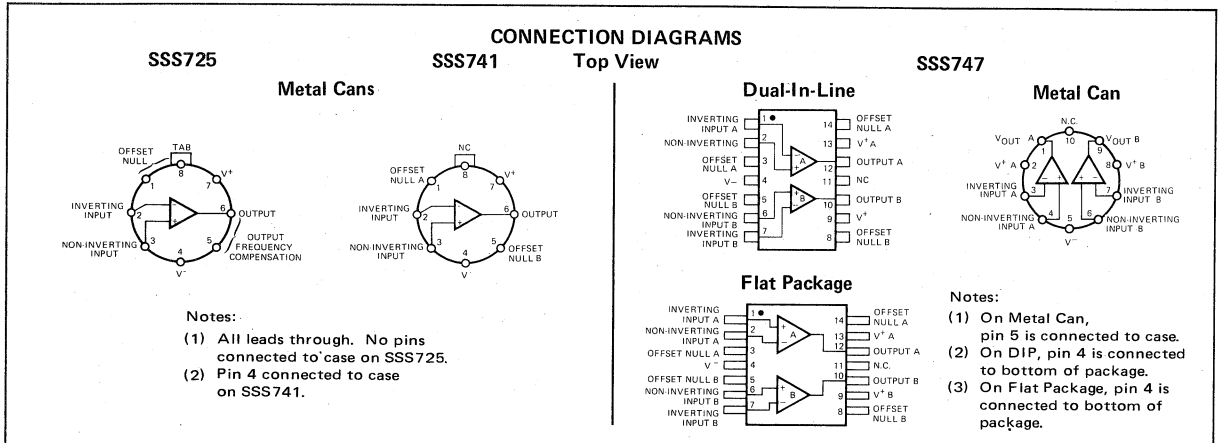 CONNECTION DIAGRAMS
Top View
SSS725
SSS741
SSS747
Metal Cans
OFFSET
NULL
TAB
8
1
7
V+
INVERTING
INPUT
2
6
OUTPUT
NON-INVERTING
INPUT
3
+
4
V-
5
OUTPUT
FREQUENCY
COMPENSATION
NC
8
OFFSET
NULL A
1
7
V+
INVERTING
INPUT
2
6
OUTPUT
NON-INVERTING
INPUT
3
+
4
V
5
OFFSET
NULL B
Notes:
(1) All leads through. No pins
connected to case on SSS725.
(2) Pin 4 connected to case
on SSS741.
Dual-In-Line
INVERTING
INPUT A
1
NON-INVERTING
2
OFFSET
NULL A
3
V-
4
OFFSET
NULL B
5
NON-INVERTING
INPUT B
6
INVERTING
INPUT B
7
- A +
+ B -
14
OFFSET
NULL A
13
V+ A
12
OUTPUT A
11
NC
10
OUTPUT B
9
V+
8
OFFSET
NULL B
Metal Can
N.C.
10
VOUT A
1
VOUT B
9
V+ A
2
8
V+ B
INVERTING
INPUT A
3
- +
+ -
7
INVERTING
INPUT B
NON-INVERTING
INPUT A
4
5
V-
6
NON-INVERTING
INPUT B
Flat Package
INVERTING
INPUT A
1
NON-INVERTING
INPUT A
2
OFFSET NULL A
3
V-
4
OFFSET NULL B
5
NON-INVERTING
INPUT B
6
INVERTING
INPUT B
7
+ A -
+ B -
14
OFFSET
NULL A
13
V+ A
12
OUTPUT A
11
N.C.
10
OUTPUT B
9
V+ B
8
OFFSET
NULL B
Notes:
(1) On Metal Can,
pin 5 is connected to case.
(2) On DIP, pin 4 is connected
to bottom of package.
(3) On Flat Package, pin 4 is
connected to bottom of
package.